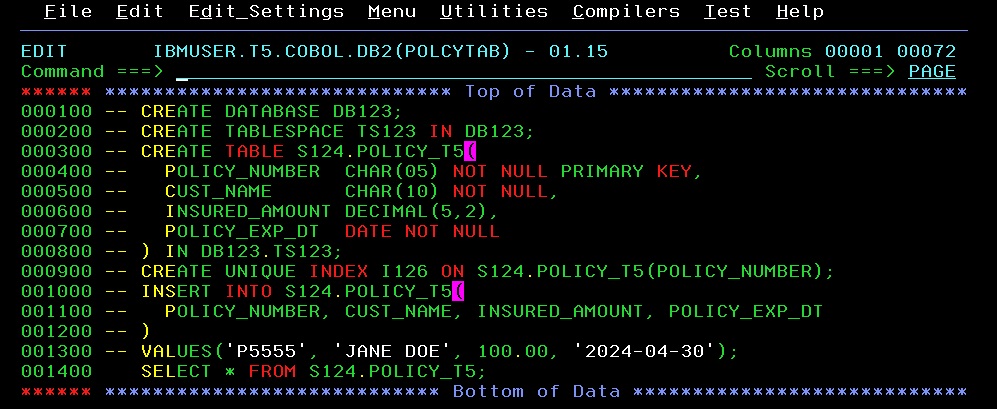 File  Edit  Edit_Settings  Menu  Utilities  Compilers  Test  Help
EDIT       IBMUSER.T5.COBOL.DB2(POLCYTAB) - 01.15                Columns 00001 00072
Command ===> _                                                Scroll ===> PAGE
****** ***************************** Top of Data ******************************
000100 -- CREATE DATABASE DB123;
000200 -- CREATE TABLESPACE TS123 IN DB123;
000300 -- CREATE TABLE S124.POLICY_T5(
000400 --   POLICY_NUMBER  CHAR(05) NOT NULL PRIMARY KEY,
000500 --   CUST_NAME      CHAR(10) NOT NULL,
000600 --   INSURED_AMOUNT DECIMAL(5,2),
000700 --   POLICY_EXP_DT  DATE NOT NULL
000800 -- ) IN DB123.TS123;
000900 -- CREATE UNIQUE INDEX I126 ON S124.POLICY_T5(POLICY_NUMBER);
001000 -- INSERT INTO S124.POLICY_T5(
001100 --   POLICY_NUMBER, CUST_NAME, INSURED_AMOUNT, POLICY_EXP_DT
001200 -- )
001300 -- VALUES('P5555', 'JANE DOE', 100.00, '2024-04-30');
001400    SELECT * FROM S124.POLICY_T5;
****** **************************** Bottom of Data ****************************